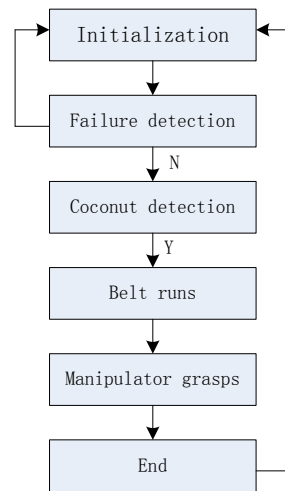 Initialization
Failure detection
N
Coconut detection
Y
Belt runs
Manipulator grasps
End